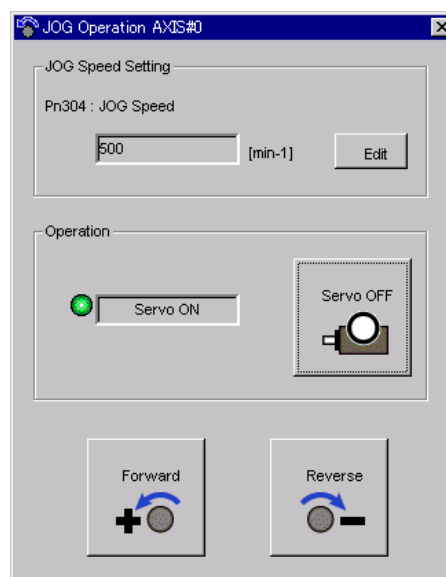 JOG Operation AXIS#0
JOG Speed Setting
Pn304 : JOG Speed
500 [min-1] Edit
Operation
Servo ON
Servo OFF
Forward Reverse